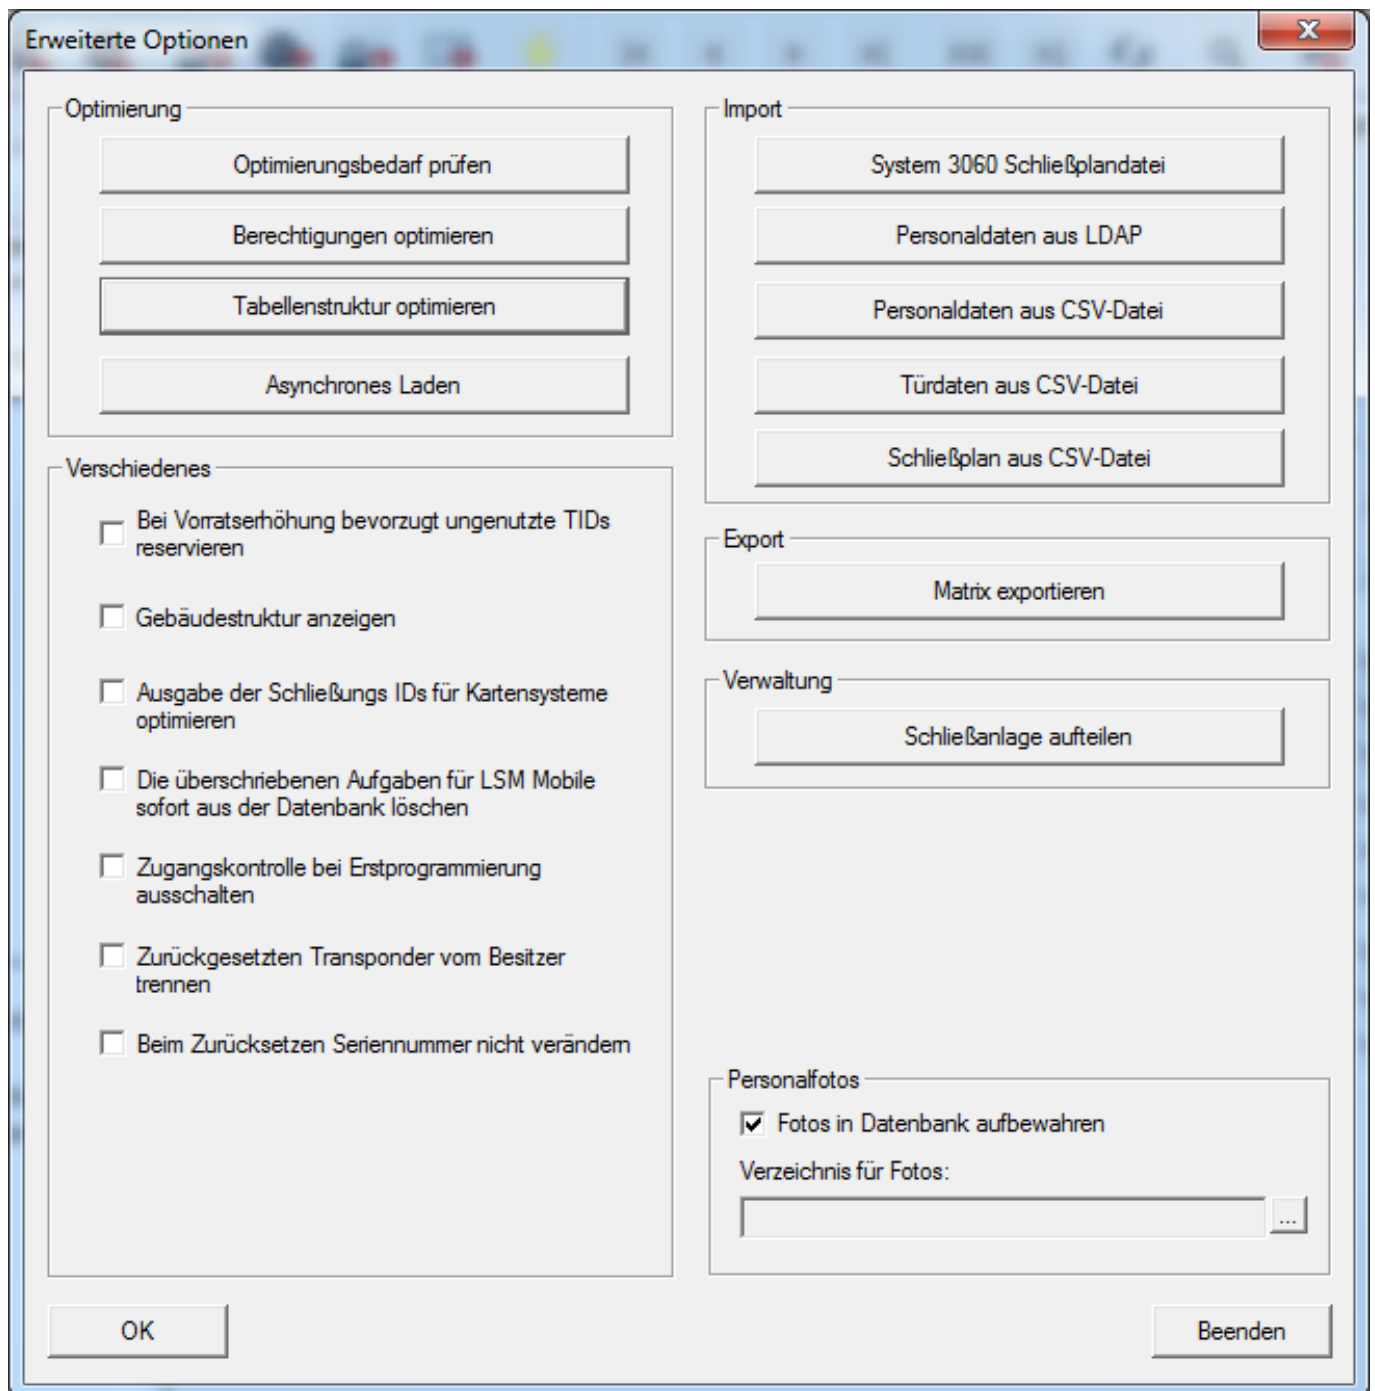 Erweiterte Optionen
Optimierung
Optimierungsbedarf prüfen
Berechtigungen optimieren
Tabellenstruktur optimieren
Asynchrones Laden
Verschiedenes
Bei Vorratserhöhung bevorzugt ungenutzte TIDs
reservieren
Gebäudestruktur anzeigen
Ausgabe der Schließungs IDs für Kartensysteme
optimieren
Die überschriebenen Aufgaben für LSM Mobile
sofort aus der Datenbank löschen
Zugangskontrolle bei Erstprogrammierung
ausschalten
Zurückgesetzten Transponder vom Besitzer
trennen
Beim Zurücksetzen Seriennummer nicht verändern
Import
System 3060 Schließplandatei
Personaldaten aus LDAP
Personaldaten aus CSV-Datei
Türdaten aus CSV-Datei
Schließplan aus CSV-Datei
Export
Matrix exportieren
Verwaltung
Schließanlage aufteilen
Personalfotos
Fotos in Datenbank aufbewahren
Verzeichnis für Fotos:
...
OK
Beenden